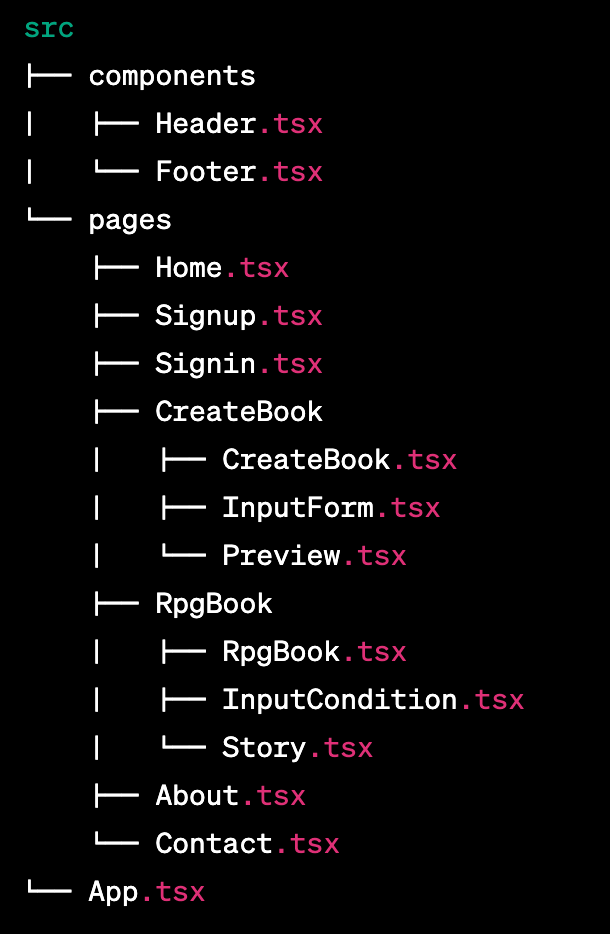 src
├── components
│   ├── Header.tsx
│   └── Footer.tsx
└── pages
    ├── Home.tsx
    ├── Signup.tsx
    ├── Signin.tsx
    ├── CreateBook
    │   ├── CreateBook.tsx
    │   ├── InputForm.tsx
    │   └── Preview.tsx
    ├── RpgBook
    │   ├── RpgBook.tsx
    │   ├── InputCondition.tsx
    │   └── Story.tsx
    ├── About.tsx
    └── Contact.tsx
└── App.tsx